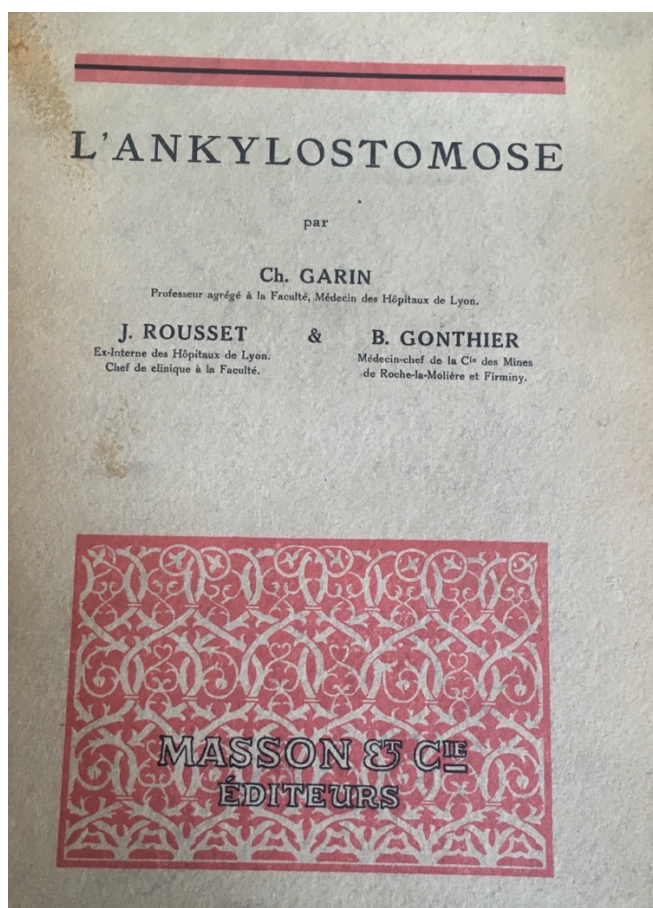 L'ANKYLOSTOMOSE
par
Ch. GARIN
Professeur agrégé à la Faculté, Médecin des Hôpitaux de Lyon.
J. ROUSSET & B. GONTHIER
Ex-Interne des Hôpitaux de Lyon. Médecin-chef de la Cie des Mines
Chef de clinique à la Faculté. de Roche-la-Molière et Firminy.
MASSON & CIE
ÉDITEURS